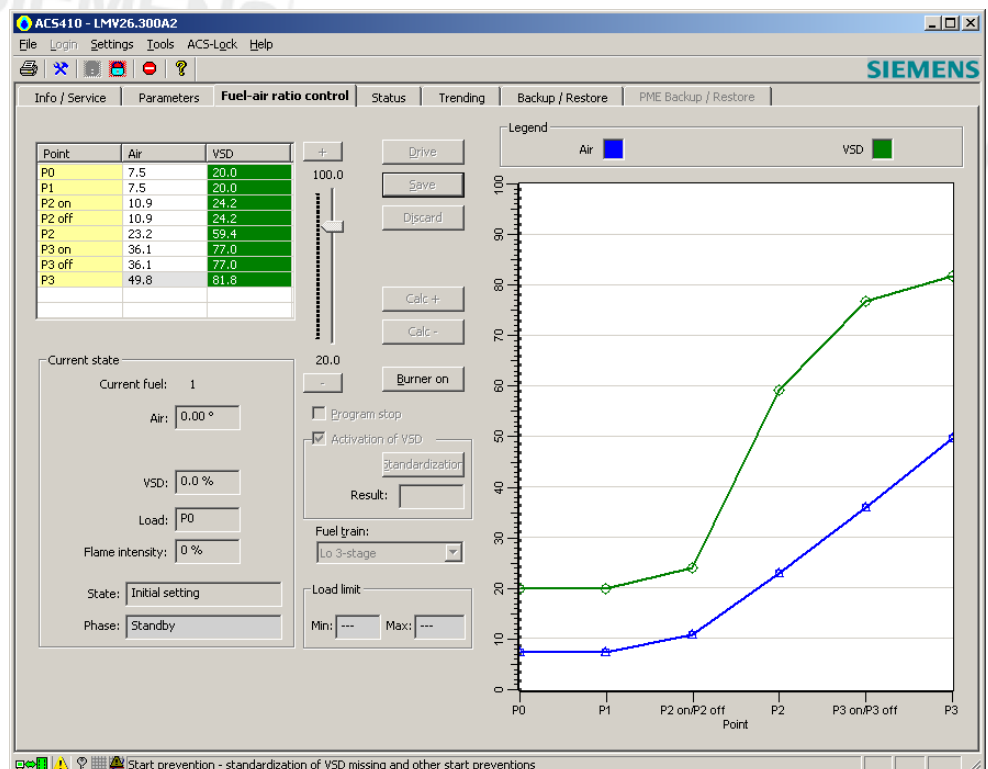 ACS410 - LMV26.300A2
File Login Settings Tools ACS-Lock Help
SIEMENS
Info / Service Parameters Fuel-air ratio control Status Trending Backup / Restore PME Backup / Restore
Point Air VSD
P0 7.5 20.0
P1 7.5 20.0
P2 on 10.9 24.2
P2 off 10.9 24.2
P2 23.2 59.4
P3 on 36.1 77.0
P3 off 36.1 77.0
P3 49.8 81.8
+
100.0
20.0
-
Drive
Save
Discard
Calc +
Calc -
Burner on
Program stop
Activation of VSD
Standardization
Result:
Fuel train:
Lo 3-stage
Load limit
Min: --- Max: ---
Current state
Current fuel: 1
Air: 0.00 °
VSD: 0.0 %
Load: P0
Flame intensity: 0 %
State: Initial setting
Phase: Standby
Legend
Air VSD
100
90
80
70
60
50
40
30
20
10
0
P0 P1 P2 on/P2 off P2 P3 on/P3 off P3
Point
Start prevention - standardization of VSD missing and other start preventions